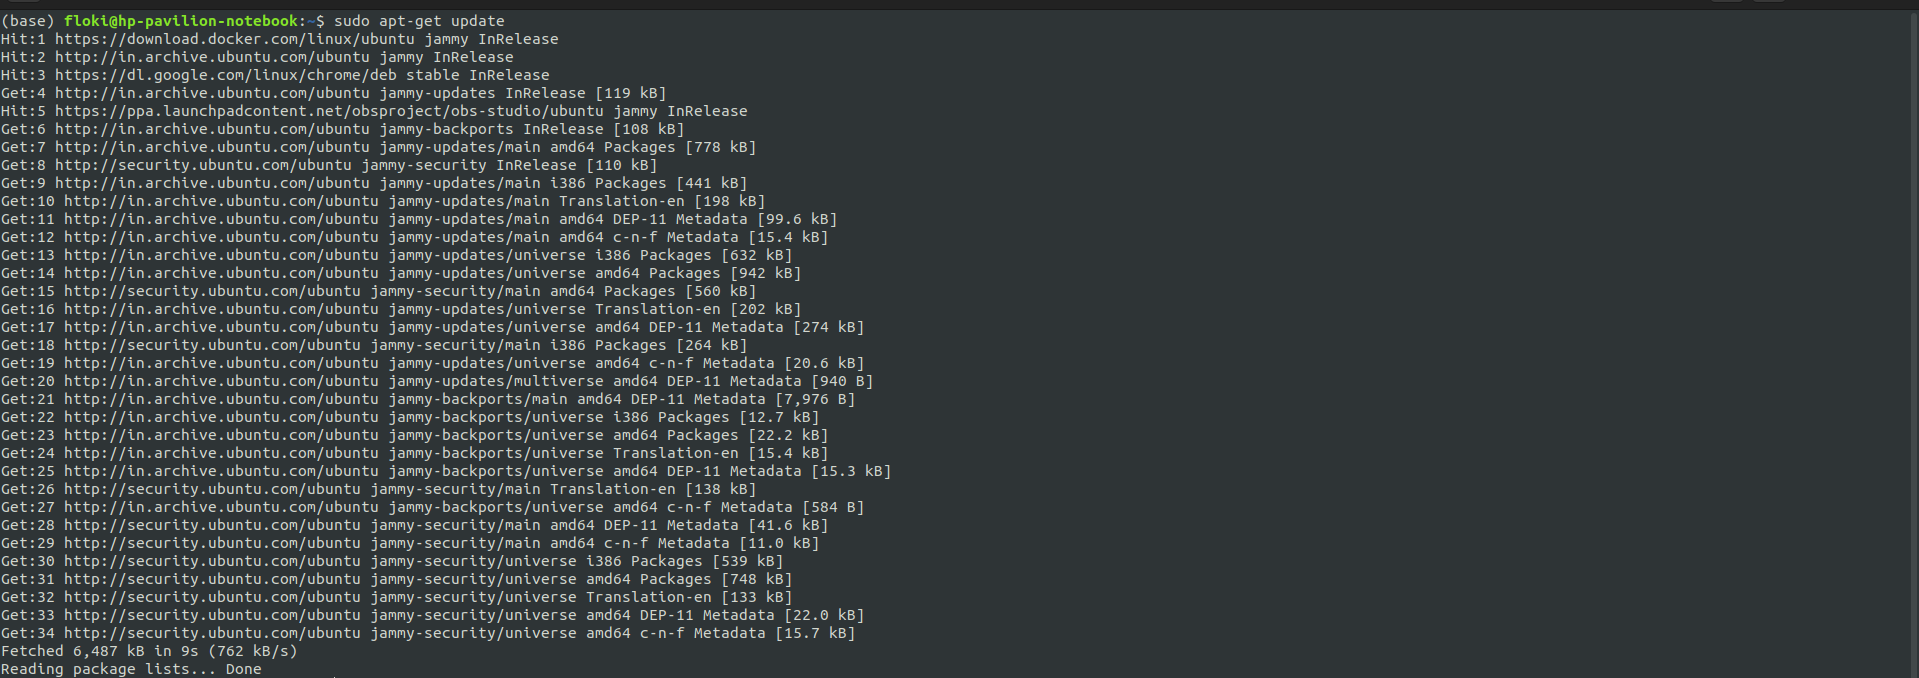 (base) floki@hp-pavilion-notebook:~$ sudo apt-get update
Hit:1 https://download.docker.com/linux/ubuntu jammy InRelease
Hit:2 http://in.archive.ubuntu.com/ubuntu jammy InRelease
Hit:3 https://dl.google.com/linux/chrome/deb stable InRelease
Get:4 http://in.archive.ubuntu.com/ubuntu jammy-updates InRelease [119 kB]
Hit:5 https://ppa.launchpadcontent.net/obsproject/obs-studio/ubuntu jammy InRelease
Get:6 http://in.archive.ubuntu.com/ubuntu jammy-backports InRelease [108 kB]
Get:7 http://in.archive.ubuntu.com/ubuntu jammy-updates/main amd64 Packages [778 kB]
Get:8 http://security.ubuntu.com/ubuntu jammy-security InRelease [110 kB]
Get:9 http://in.archive.ubuntu.com/ubuntu jammy-updates/main i386 Packages [441 kB]
Get:10 http://in.archive.ubuntu.com/ubuntu jammy-updates/main Translation-en [198 kB]
Get:11 http://in.archive.ubuntu.com/ubuntu jammy-updates/main amd64 DEP-11 Metadata [99.6 kB]
Get:12 http://in.archive.ubuntu.com/ubuntu jammy-updates/main amd64 c-n-f Metadata [15.4 kB]
Get:13 http://in.archive.ubuntu.com/ubuntu jammy-updates/universe i386 Packages [632 kB]
Get:14 http://in.archive.ubuntu.com/ubuntu jammy-updates/universe amd64 Packages [942 kB]
Get:15 http://security.ubuntu.com/ubuntu jammy-security/main amd64 Packages [560 kB]
Get:16 http://in.archive.ubuntu.com/ubuntu jammy-updates/universe Translation-en [202 kB]
Get:17 http://in.archive.ubuntu.com/ubuntu jammy-updates/universe amd64 DEP-11 Metadata [274 kB]
Get:18 http://security.ubuntu.com/ubuntu jammy-security/main i386 Packages [264 kB]
Get:19 http://in.archive.ubuntu.com/ubuntu jammy-updates/universe amd64 c-n-f Metadata [20.6 kB]
Get:20 http://in.archive.ubuntu.com/ubuntu jammy-updates/multiverse amd64 DEP-11 Metadata [940 B]
Get:21 http://in.archive.ubuntu.com/ubuntu jammy-backports/main amd64 DEP-11 Metadata [7,976 B]
Get:22 http://in.archive.ubuntu.com/ubuntu jammy-backports/universe i386 Packages [12.7 kB]
Get:23 http://in.archive.ubuntu.com/ubuntu jammy-backports/universe amd64 Packages [22.2 kB]
Get:24 http://in.archive.ubuntu.com/ubuntu jammy-backports/universe Translation-en [15.4 kB]
Get:25 http://in.archive.ubuntu.com/ubuntu jammy-backports/universe amd64 DEP-11 Metadata [15.3 kB]
Get:26 http://security.ubuntu.com/ubuntu jammy-security/main Translation-en [138 kB]
Get:27 http://in.archive.ubuntu.com/ubuntu jammy-backports/universe amd64 c-n-f Metadata [584 B]
Get:28 http://security.ubuntu.com/ubuntu jammy-security/main amd64 DEP-11 Metadata [41.6 kB]
Get:29 http://security.ubuntu.com/ubuntu jammy-security/main amd64 c-n-f Metadata [11.0 kB]
Get:30 http://security.ubuntu.com/ubuntu jammy-security/universe i386 Packages [539 kB]
Get:31 http://security.ubuntu.com/ubuntu jammy-security/universe amd64 Packages [748 kB]
Get:32 http://security.ubuntu.com/ubuntu jammy-security/universe Translation-en [133 kB]
Get:33 http://security.ubuntu.com/ubuntu jammy-security/universe amd64 DEP-11 Metadata [22.0 kB]
Get:34 http://security.ubuntu.com/ubuntu jammy-security/universe amd64 c-n-f Metadata [15.7 kB]
Fetched 6,487 kB in 9s (762 kB/s)
Reading package lists... Done